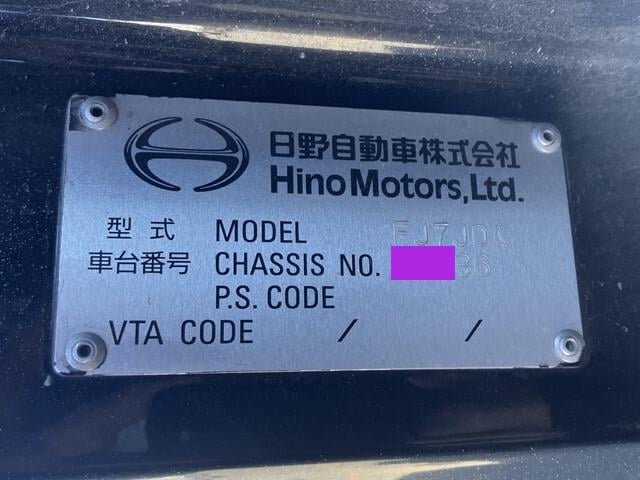 日野自動車株式会社
Hino Motors, Ltd.
型式 MODEL FJ7JDA
車台番号 CHASSIS NO. 36
P.S. CODE
VTA CODE / /